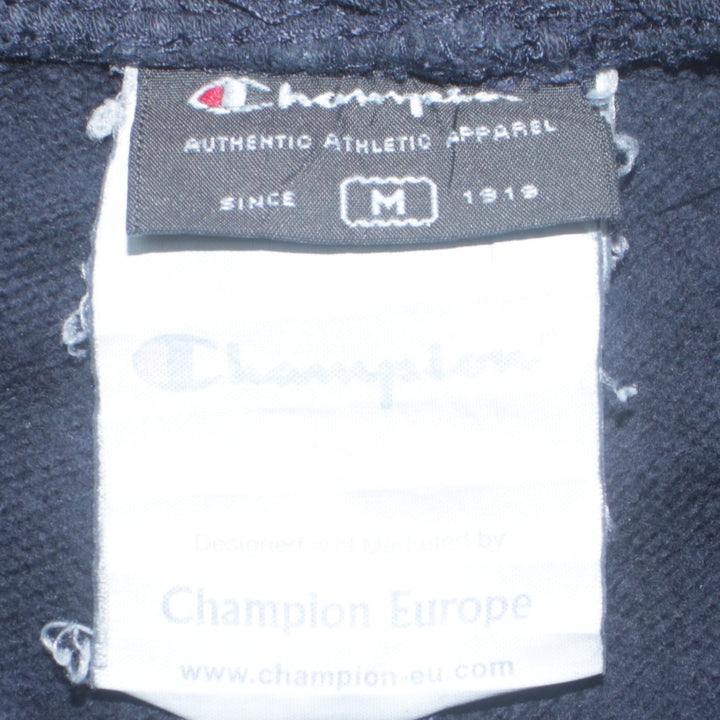 Champion
AUTHENTIC ATHLETIC APPAREL
SINCE M 1919
Champion
Designed and Marketed by
Champion Europe
www.champion-eu.com